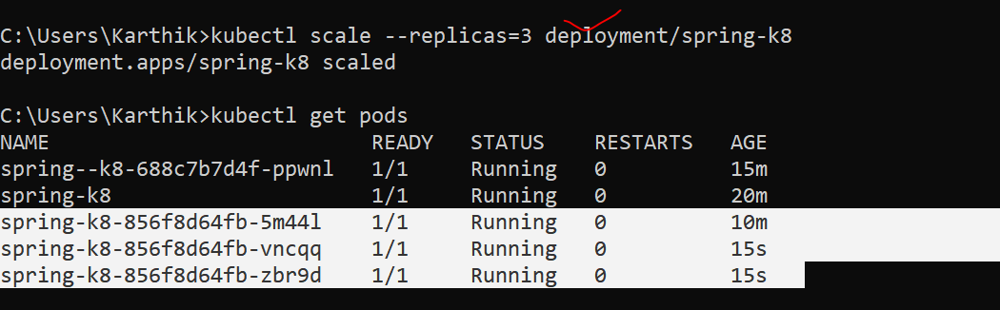 C:\Users\Karthik>kubectl scale --replicas=3 deployment/spring-k8
deployment.apps/spring-k8 scaled
C:\Users\Karthik>kubectl get pods
NAME READY STATUS RESTARTS AGE
spring--k8-688c7b7d4f-ppwnl 1/1 Running 0 15m
spring-k8 1/1 Running 0 20m
spring-k8-856f8d64fb-5m44l 1/1 Running 0 10m
spring-k8-856f8d64fb-vncqq 1/1 Running 0 15s
spring-k8-856f8d64fb-zbr9d 1/1 Running 0 15s